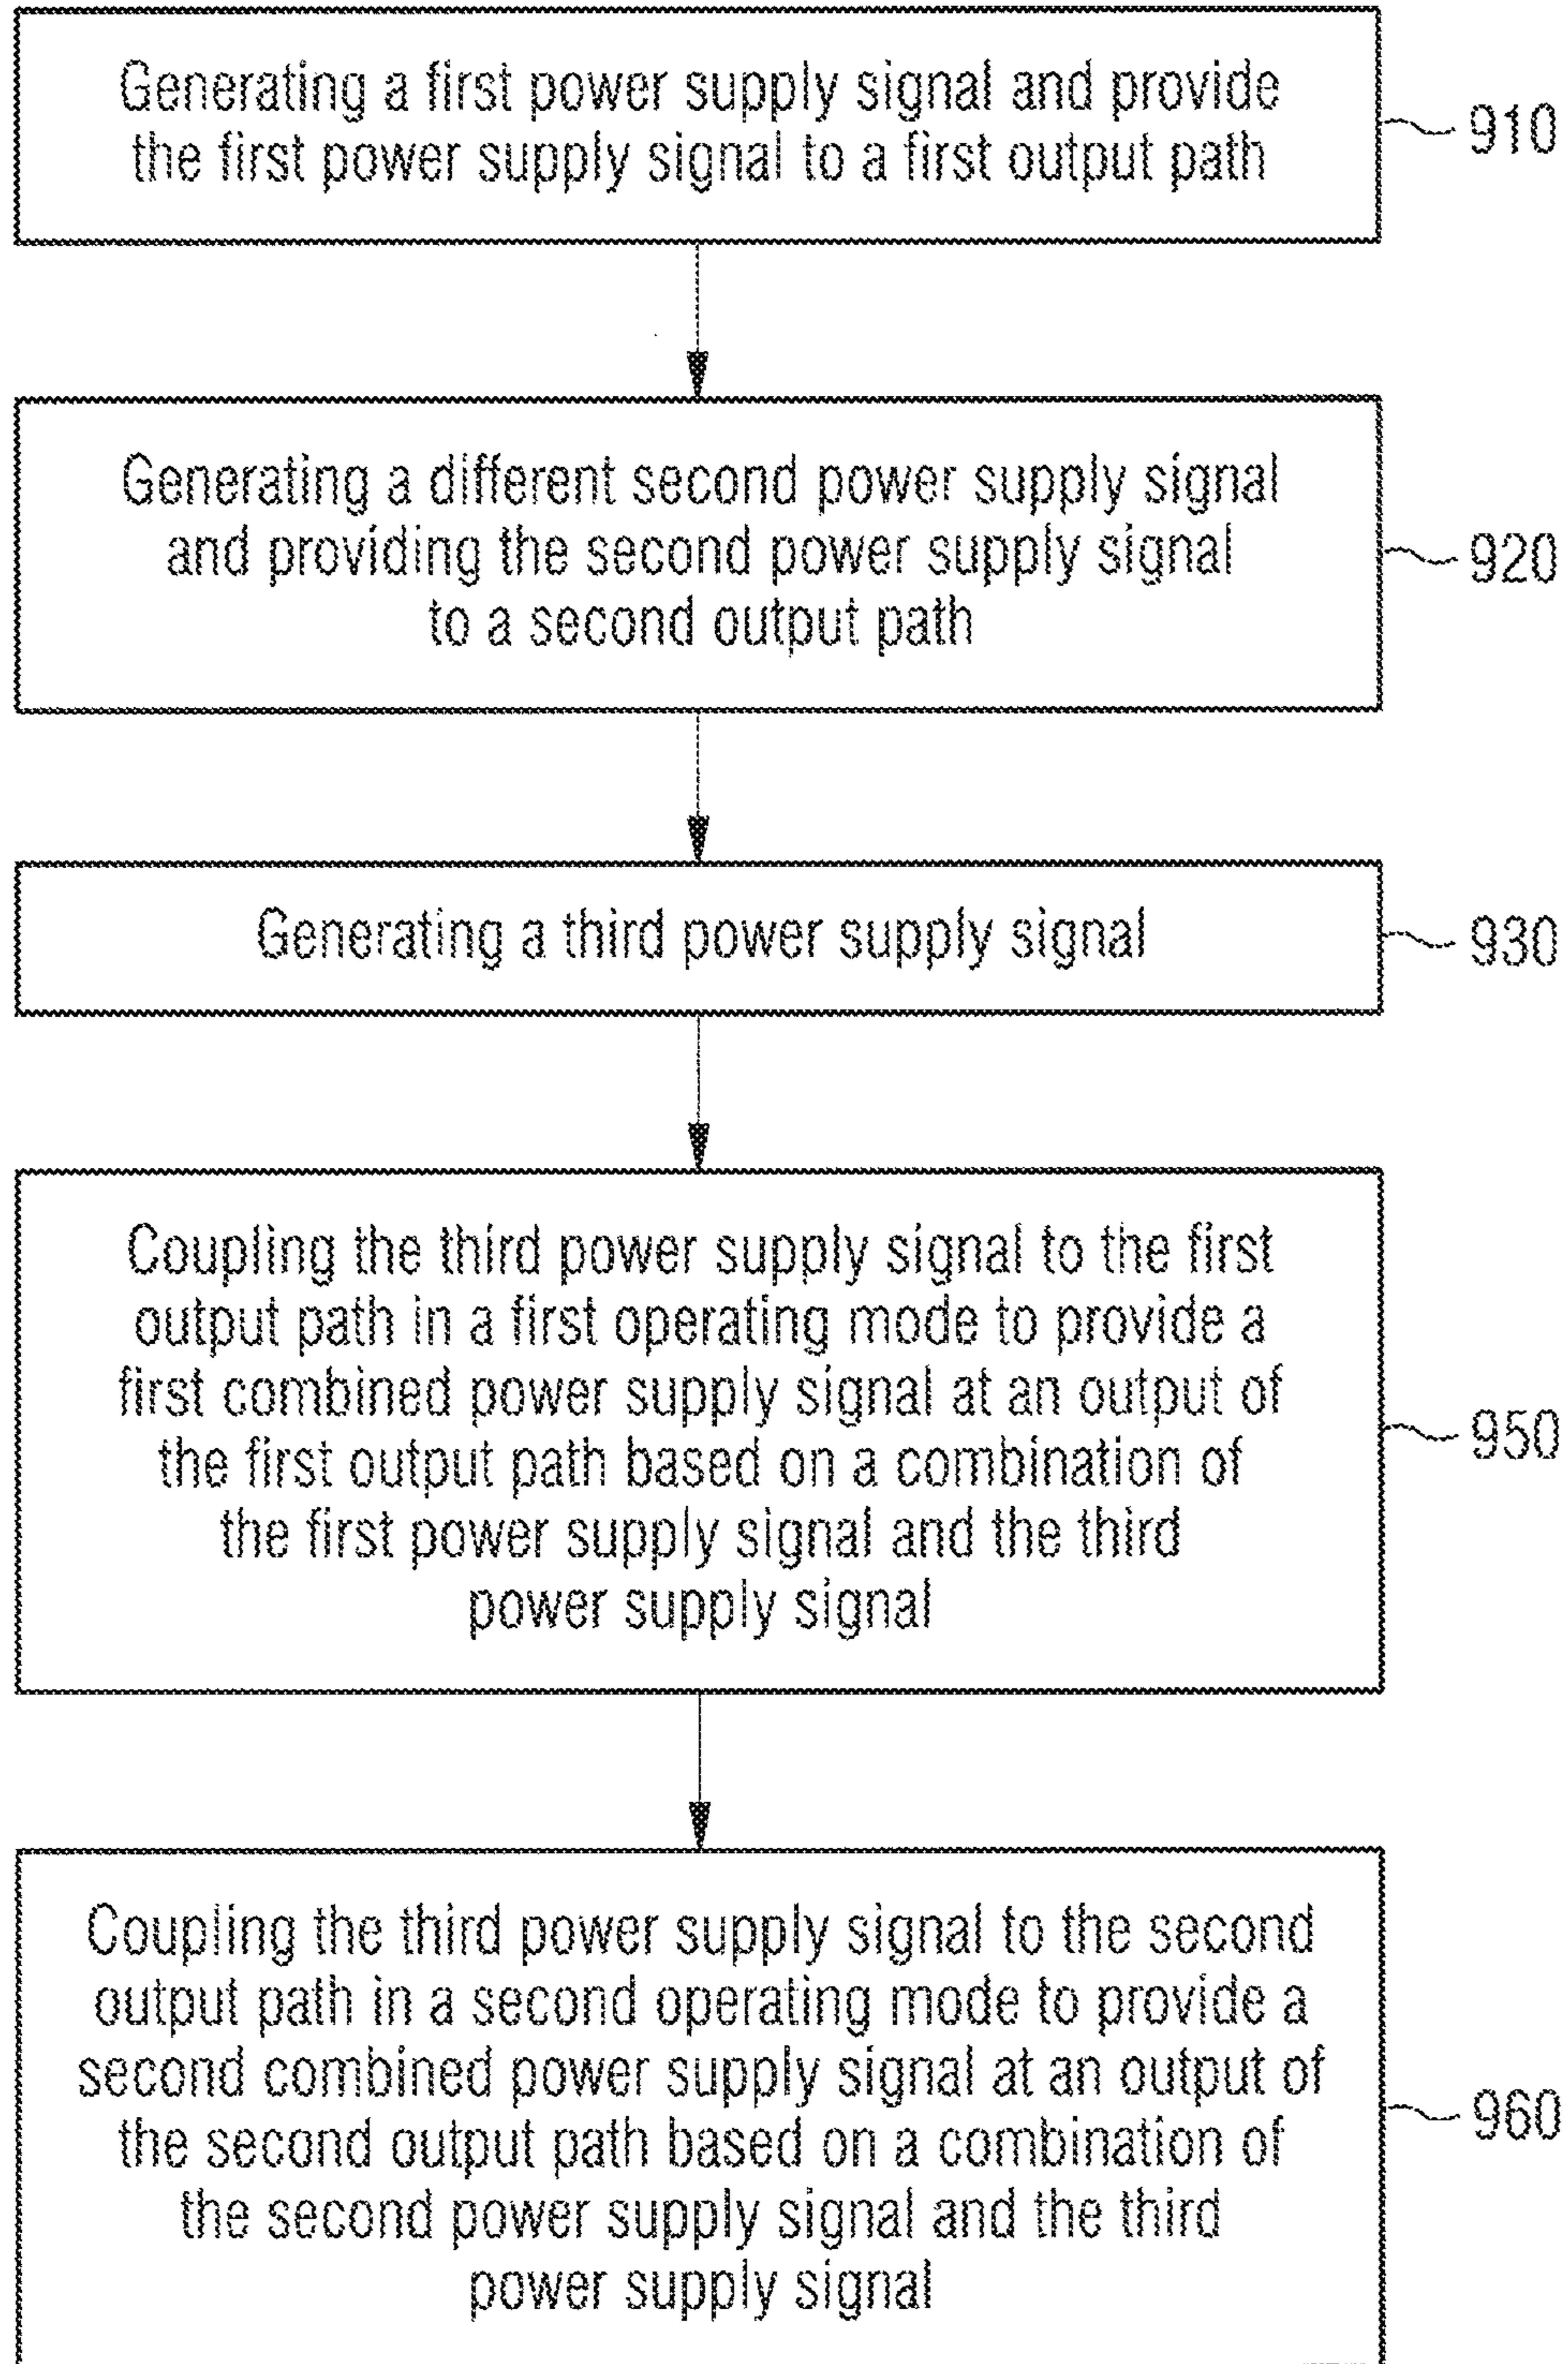 Generating a first power supply signal and provide
the first power supply signal to a first output path
910
Generating a different second power supply signal
and providing the second power supply signal
to a second output path
920
Generating a third power supply signal
930
Coupling the third power supply signal to the first
output path in a first operating mode to provide a
first combined power supply signal at an output of
the first output path based on a combination of
the first power supply signal and the third
power supply signal
950
Coupling the third power supply signal to the second
output path in a second operating mode to provide a
second combined power supply signal at an output of
the second output path based on a combination of
the second power supply signal and the third
power supply signal
960